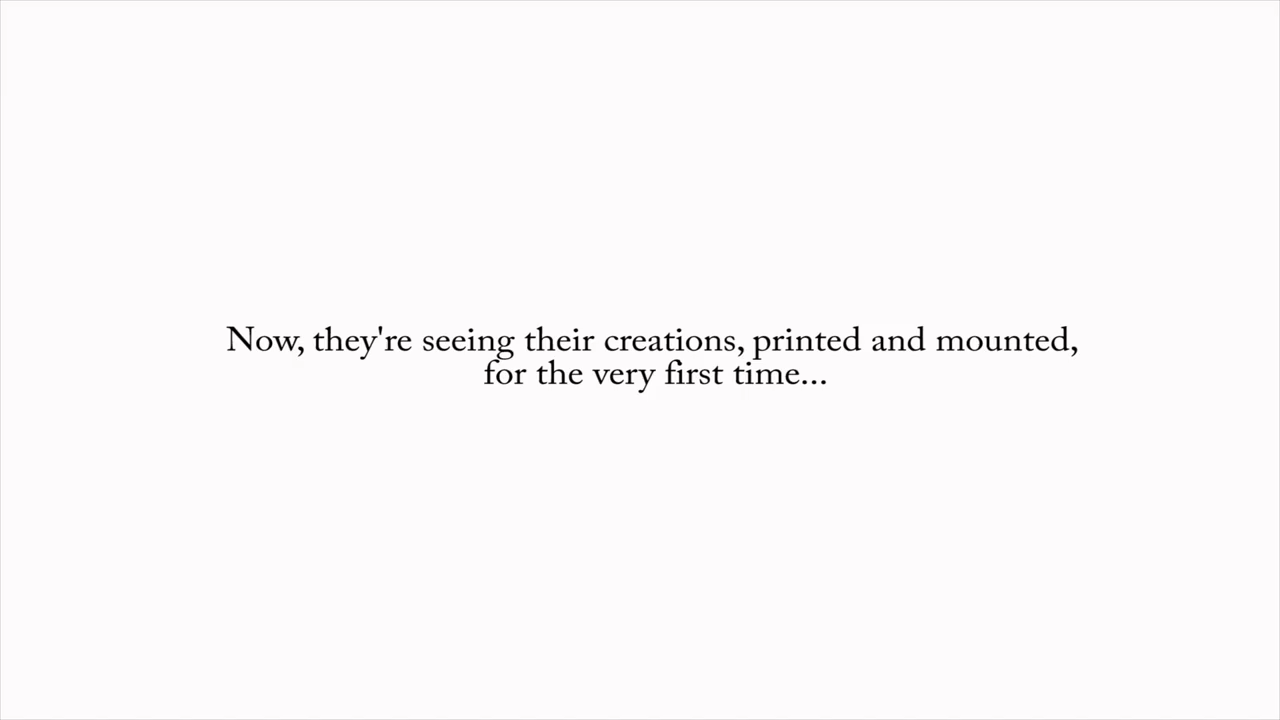 Now, they're seeing their creations, printed and mounted,
for the very first time...